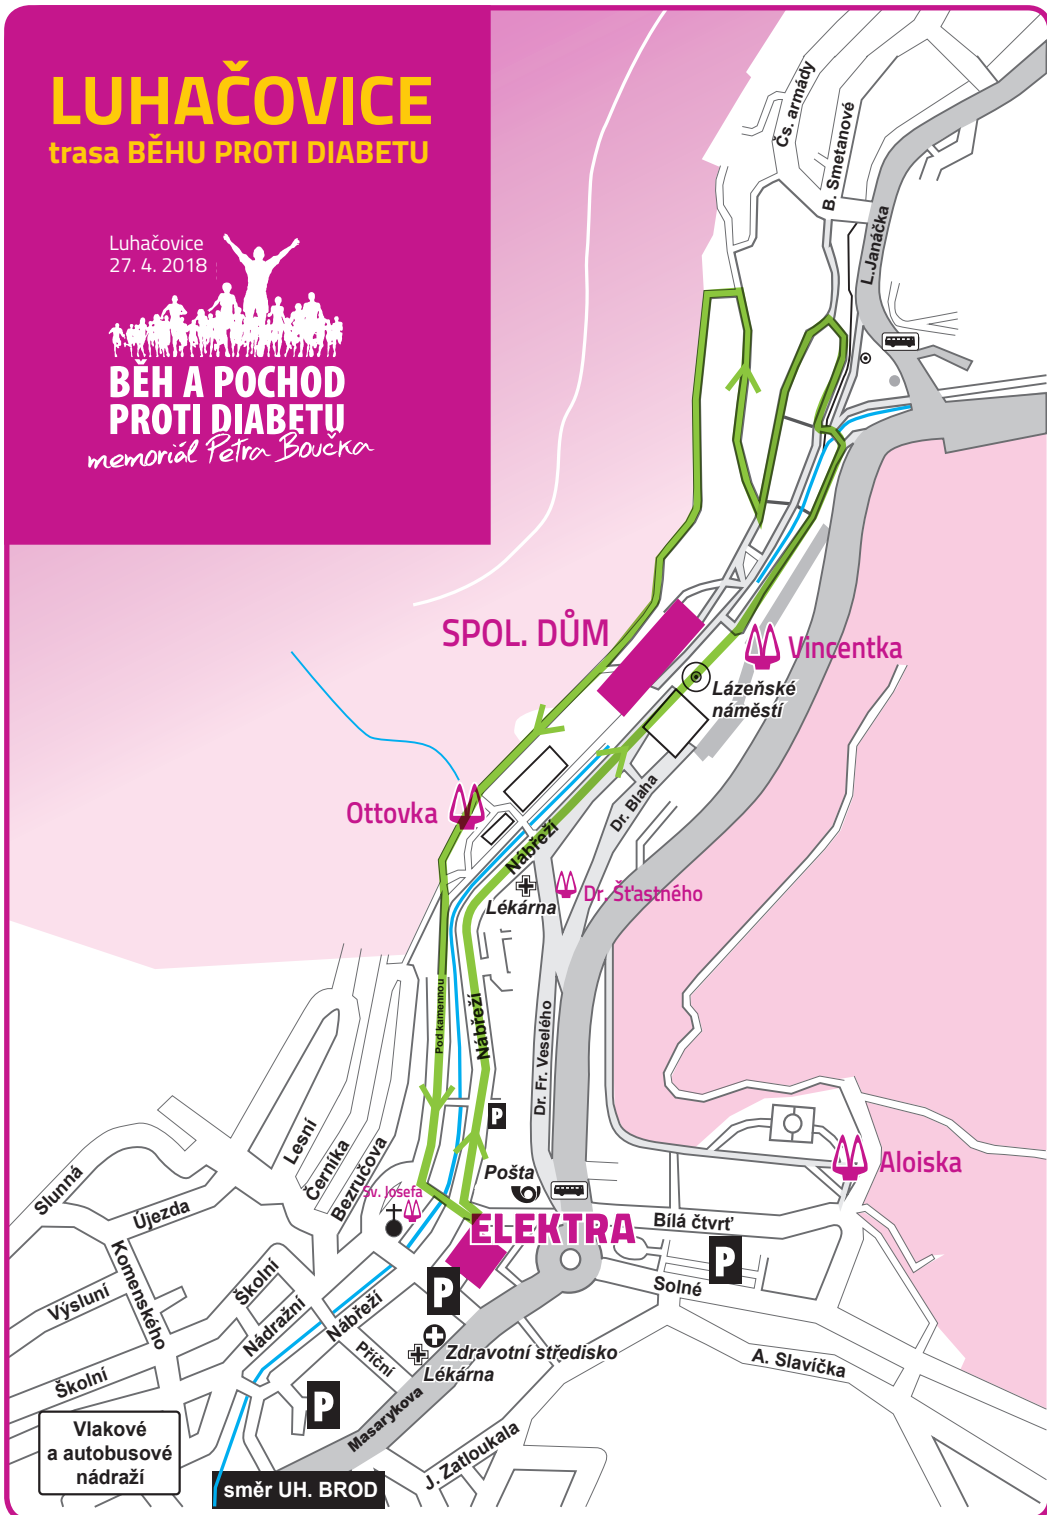 LUHAČOVICE
trasa BĚHU PROTI DIABETU
Luhačovice
27. 4. 2018
BĚH A POCHOD
PROTI DIABETU
memoriál Petra Boučka
Čs. armády
B. Smetanové
L.Janáčka
SPOL. DŮM
Vincentka
Lázeňské
náměstí
Ottovka
Dr. Blaha
Nábřeží
Lékárna
Dr. Šťastného
Pod kamennou
Nábřeží
Dr. Fr. Veselého
P
Lesní
Černíka
Bezručova
Sv. Josefa
Pošta
Aloiska
Slunná
Újezda
ELEKTRA
Bílá čtvrť
P
Solné
Komenského
Výsluní
Školní
Nádražní
Nábřeží
P
Příční
Zdravotní středisko
Lékárna
A. Slavíčka
Školní
P
Masarykova
J. Zatloukala
Vlakové
a autobusové
nádraží
směr UH. BROD